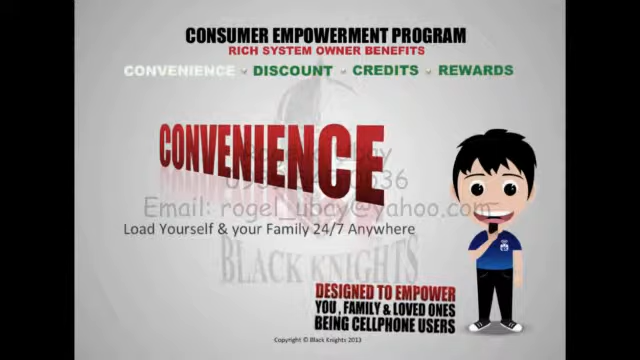 CONSUMER EMPOWERMENT PROGRAM
RICH SYSTEM OWNER BENEFITS
CONVENIENCE • DISCOUNT • CREDITS • REWARDS
CONVENIENCE
Email: rogel_ubay@yahoo.com
Load Yourself & your Family 24/7 Anywhere
BLACK KNIGHTS
DESIGNED TO EMPOWER
YOU, FAMILY & LOVED ONES
BEING CELLPHONE USERS
Copyright © Black Knights 2013